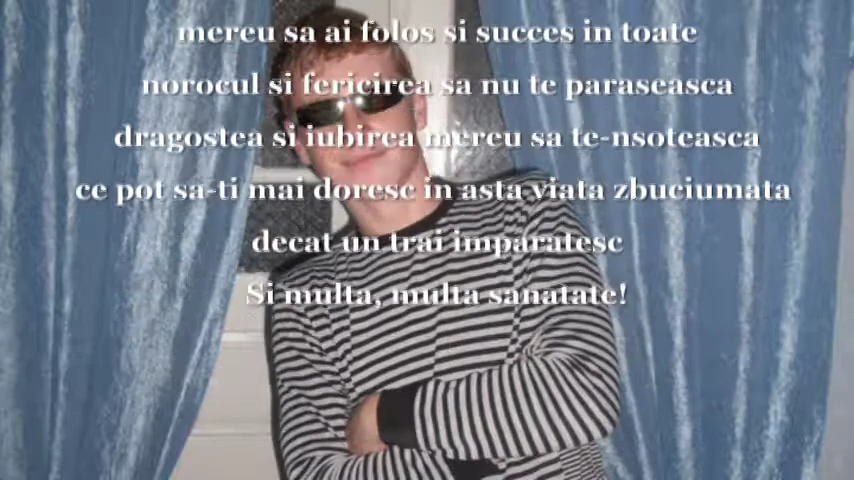 mereu sa ai folos si succes in toate
norocul si fericirea sa nu te paraseasca
dragostea si iubirea mereu sa te-nsoteasca
ce pot sa-ti mai doresc in asta viata zbuciumata
decat un trai imparatesc
Si multa, multa sanatate!